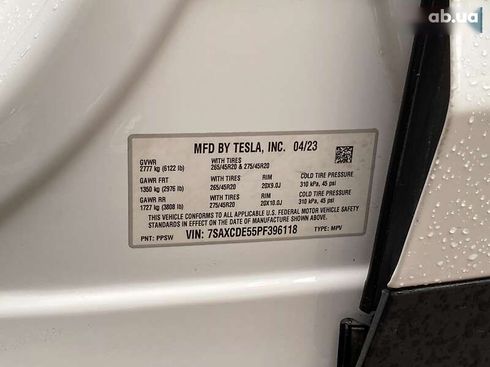 ab.ua
MFD BY TESLA, INC. 04/23
GVWR WITH TIRES
2777 kg (6122 lb) 265/45R20 & 275/45R20
GAWR FRT WITH TIRES RIM COLD TIRE PRESSURE
1350 kg (2976 lb) 265/45R20 20X9.0J 310 kPa, 45 psi
GAWR RR WITH TIRES RIM COLD TIRE PRESSURE
1727 kg (3808 lb) 275/45R20 20X10.0J 310 kPa, 45 psi
THIS VEHICLE CONFORMS TO ALL APPLICABLE U.S. FEDERAL MOTOR VEHICLE SAFETY
STANDARDS IN EFFECT ON THE DATE OF MANUFACTURE SHOWN ABOVE.
PNT: PPSW VIN: 7SAXCDE55PF396118 TYPE: MPV